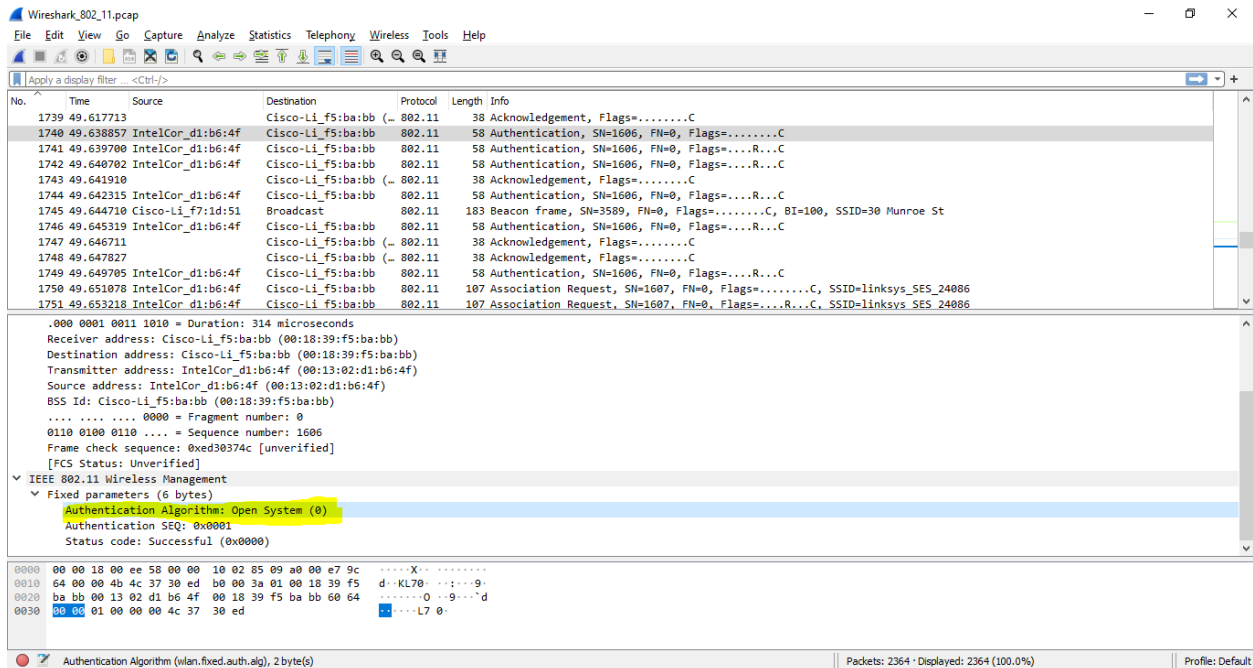 Wireshark_802_11.pcap
File Edit View Go Capture Analyze Statistics Telephony Wireless Tools Help
Apply a display filter ... <Ctrl-/>
No. Time Source Destination Protocol Length Info
1739 49.617713 Cisco-Li_f5:ba:bb (… 802.11 38 Acknowledgement, Flags=........C
1740 49.638857 IntelCor_d1:b6:4f Cisco-Li_f5:ba:bb 802.11 58 Authentication, SN=1606, FN=0, Flags=........C
1741 49.639700 IntelCor_d1:b6:4f Cisco-Li_f5:ba:bb 802.11 58 Authentication, SN=1606, FN=0, Flags=....R...C
1742 49.640702 IntelCor_d1:b6:4f Cisco-Li_f5:ba:bb 802.11 58 Authentication, SN=1606, FN=0, Flags=....R...C
1743 49.641910 Cisco-Li_f5:ba:bb (… 802.11 38 Acknowledgement, Flags=........C
1744 49.642315 IntelCor_d1:b6:4f Cisco-Li_f5:ba:bb 802.11 58 Authentication, SN=1606, FN=0, Flags=....R...C
1745 49.644710 Cisco-Li_f7:1d:51 Broadcast 802.11 183 Beacon frame, SN=3589, FN=0, Flags=........C, BI=100, SSID=30 Munroe St
1746 49.645319 IntelCor_d1:b6:4f Cisco-Li_f5:ba:bb 802.11 58 Authentication, SN=1606, FN=0, Flags=....R...C
1747 49.646711 Cisco-Li_f5:ba:bb (… 802.11 38 Acknowledgement, Flags=........C
1748 49.647827 Cisco-Li_f5:ba:bb (… 802.11 38 Acknowledgement, Flags=........C
1749 49.649705 IntelCor_d1:b6:4f Cisco-Li_f5:ba:bb 802.11 58 Authentication, SN=1606, FN=0, Flags=....R...C
1750 49.651078 IntelCor_d1:b6:4f Cisco-Li_f5:ba:bb 802.11 107 Association Request, SN=1607, FN=0, Flags=........C, SSID=linksys_SES_24086
1751 49.653218 IntelCor_d1:b6:4f Cisco-Li_f5:ba:bb 802.11 107 Association Request, SN=1607, FN=0, Flags=....R...C, SSID=linksys_SES_24086
.000 0001 0011 1010 = Duration: 314 microseconds
Receiver address: Cisco-Li_f5:ba:bb (00:18:39:f5:ba:bb)
Destination address: Cisco-Li_f5:ba:bb (00:18:39:f5:ba:bb)
Transmitter address: IntelCor_d1:b6:4f (00:13:02:d1:b6:4f)
Source address: IntelCor_d1:b6:4f (00:13:02:d1:b6:4f)
BSS Id: Cisco-Li_f5:ba:bb (00:18:39:f5:ba:bb)
.... .... .... 0000 = Fragment number: 0
0110 0100 0110 .... = Sequence number: 1606
Frame check sequence: 0xed30374c [unverified]
[FCS Status: Unverified]
IEEE 802.11 Wireless Management
Fixed parameters (6 bytes)
Authentication Algorithm: Open System (0)
Authentication SEQ: 0x0001
Status code: Successful (0x0000)
0000 00 00 18 00 ee 58 00 00 10 02 85 09 a0 00 e7 9c ·····X·· ········
0010 64 00 00 4b 4c 37 30 ed b0 00 3a 01 00 18 39 f5 d··KL70· ··:···9·
0020 ba bb 00 13 02 d1 b6 4f 00 18 39 f5 ba bb 60 64 ·······O ··9···`d
0030 00 00 01 00 00 00 4c 37 30 ed ······L7 0·
Authentication Algorithm (wlan.fixed.auth.alg), 2 byte(s) Packets: 2364 · Displayed: 2364 (100.0%) Profile: Default